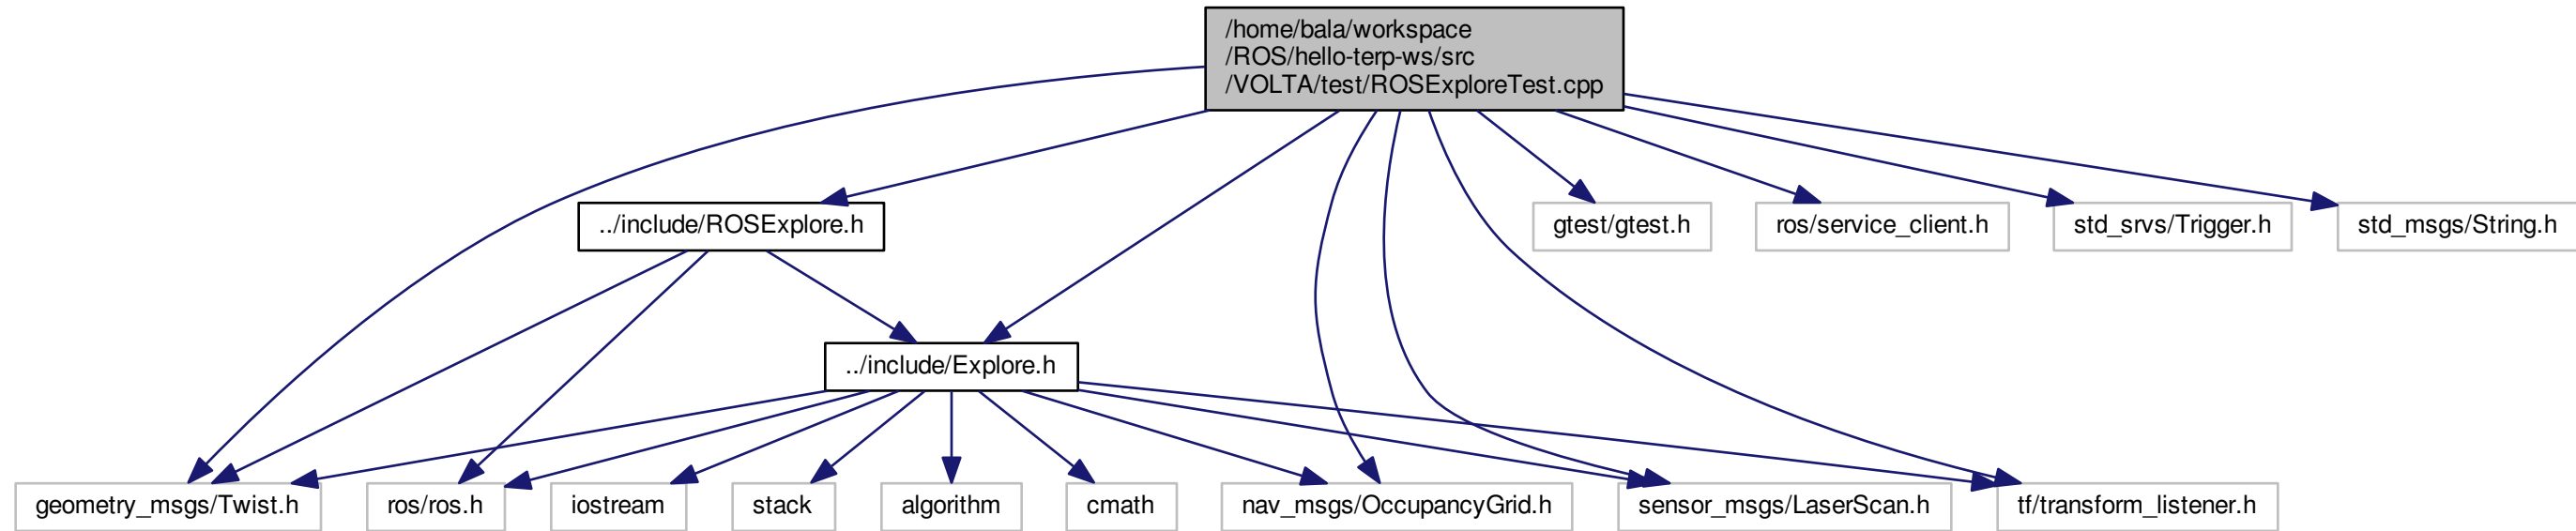 /home/bala/workspace
/ROS/hello-terp-ws/src
/VOLTA/test/ROSExploreTest.cpp
../include/ROSExplore.h
gtest/gtest.h
ros/service_client.h
std_srvs/Trigger.h
std_msgs/String.h
../include/Explore.h
geometry_msgs/Twist.h
ros/ros.h
iostream
stack
algorithm
cmath
nav_msgs/OccupancyGrid.h
sensor_msgs/LaserScan.h
tf/transform_listener.h